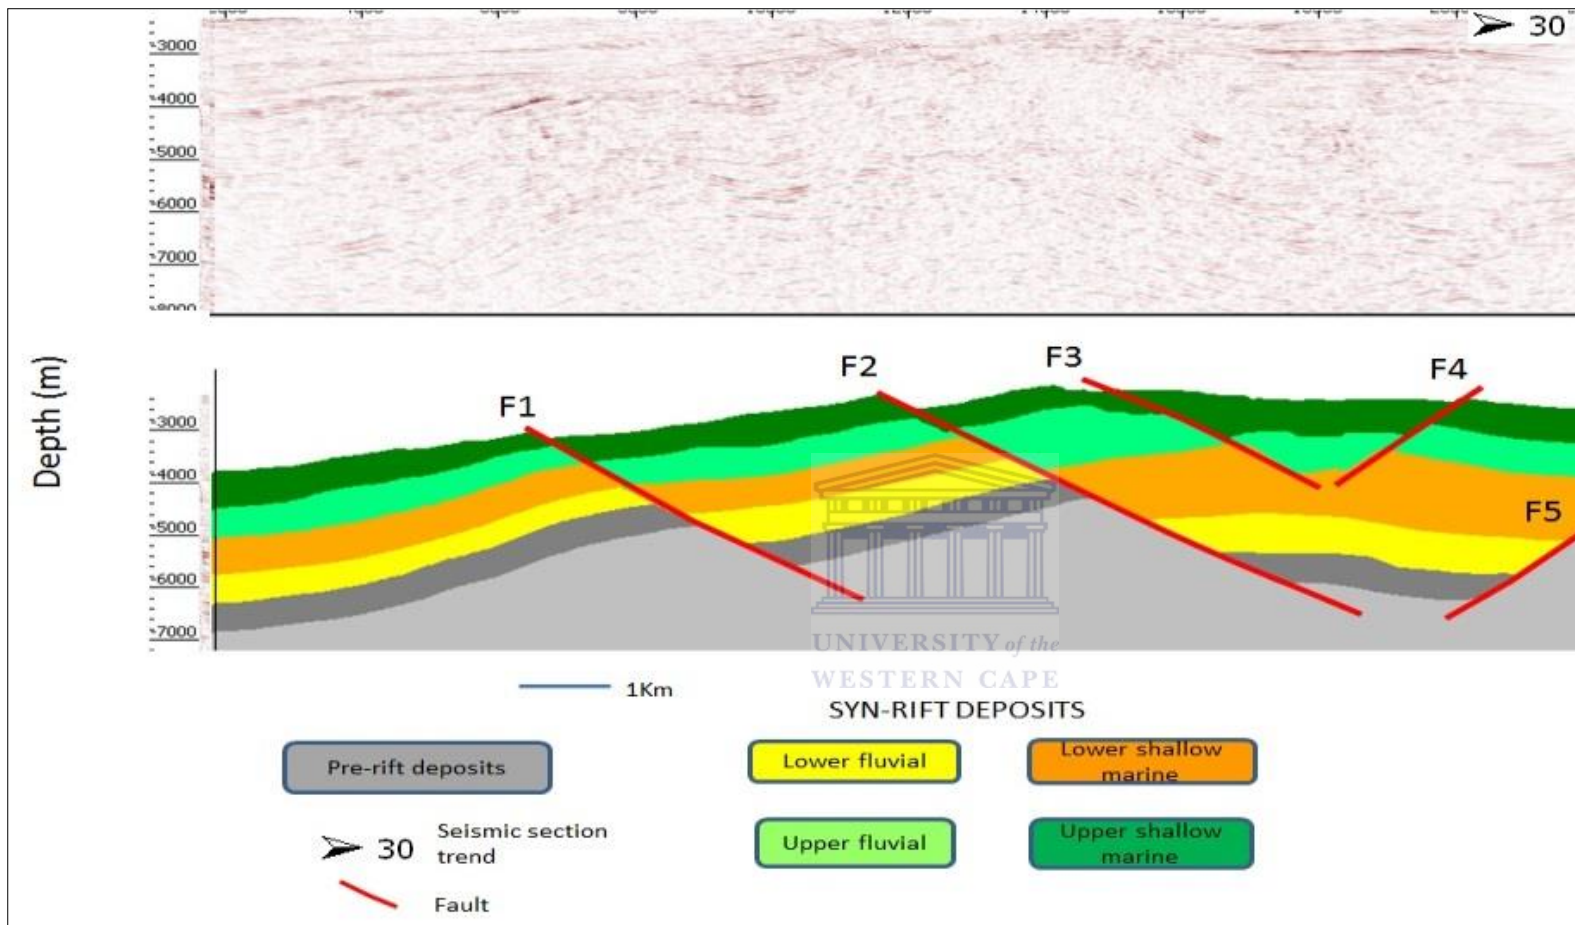 30
-3000
-4000
-5000
-6000
-7000
Depth (m)
F1
F2
F3
F4
F5
-3000
-4000
-5000
-6000
-7000
1Km
UNIVERSITY of the
WESTERN CAPE
SYN-RIFT DEPOSITS
Pre-rift deposits
Lower fluvial
Lower shallow
marine
30
Seismic section
trend
Upper fluvial
Upper shallow
marine
Fault